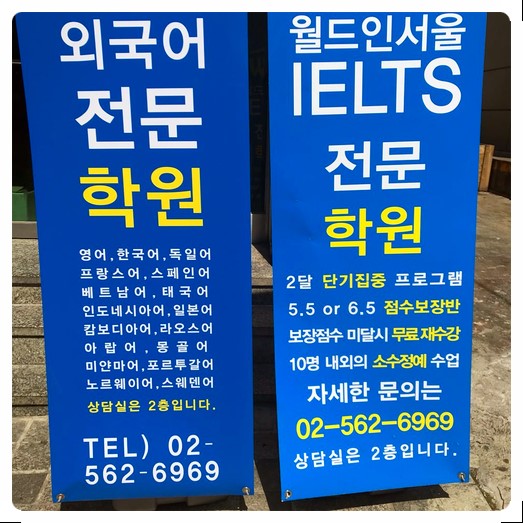 외국어
전문
학원
영어,한국어,독일어
프랑스어,스페인어
베트남어,태국어
인도네시아어,일본어
캄보디아어,라오스어
아랍어,몽골어
미얀마어,포르투갈어
노르웨이어,스웨덴어
상담실은 2층입니다.
TEL) 02-
562-6969
월드인서울
IELTS
전문
학원
2달 단기집중 프로그램
5.5 or 6.5 점수보장반
보장점수 미달시 무료 재수강
10명 내외의 소수정예 수업
자세한 문의는
02-562-6969
상담실은 2층입니다.